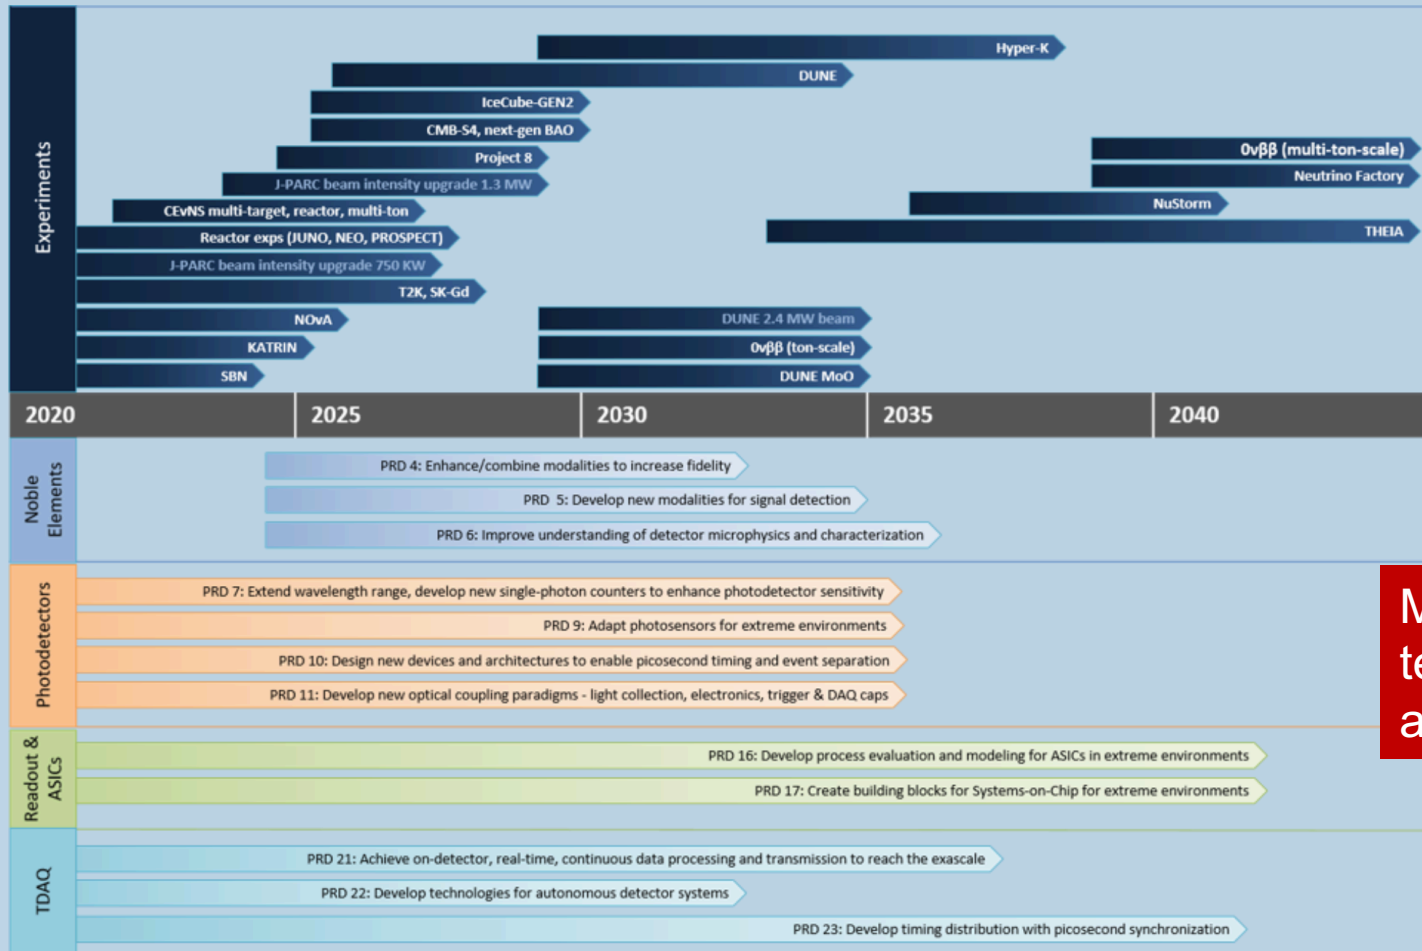 Experiments
Hyper-K
DUNE
IceCube-GEN2
CMB-S4, next-gen BAO
Project 8
0νββ (multi-ton-scale)
J-PARC beam intensity upgrade 1.3 MW
Neutrino Factory
CEvNS multi-target, reactor, multi-ton
NuStorm
Reactor exps (JUNO, NEO, PROSPECT)
THEIA
J-PARC beam intensity upgrade 750 KW
T2K, SK-Gd
NOvA
DUNE 2.4 MW beam
KATRIN
0νββ (ton-scale)
SBN
DUNE MoO
2020 2025 2030 2035 2040
Noble
Elements
PRD 4: Enhance/combine modalities to increase fidelity
PRD 5: Develop new modalities for signal detection
PRD 6: Improve understanding of detector microphysics and characterization
Photodetectors
PRD 7: Extend wavelength range, develop new single-photon counters to enhance photodetector sensitivity
PRD 9: Adapt photosensors for extreme environments
PRD 10: Design new devices and architectures to enable picosecond timing and event separation
PRD 11: Develop new optical coupling paradigms - light collection, electronics, trigger & DAQ caps
M
te
a
Readout &
ASICs
PRD 16: Develop process evaluation and modeling for ASICs in extreme environments
PRD 17: Create building blocks for Systems-on-Chip for extreme environments
TDAQ
PRD 21: Achieve on-detector, real-time, continuous data processing and transmission to reach the exascale
PRD 22: Develop technologies for autonomous detector systems
PRD 23: Develop timing distribution with picosecond synchronization